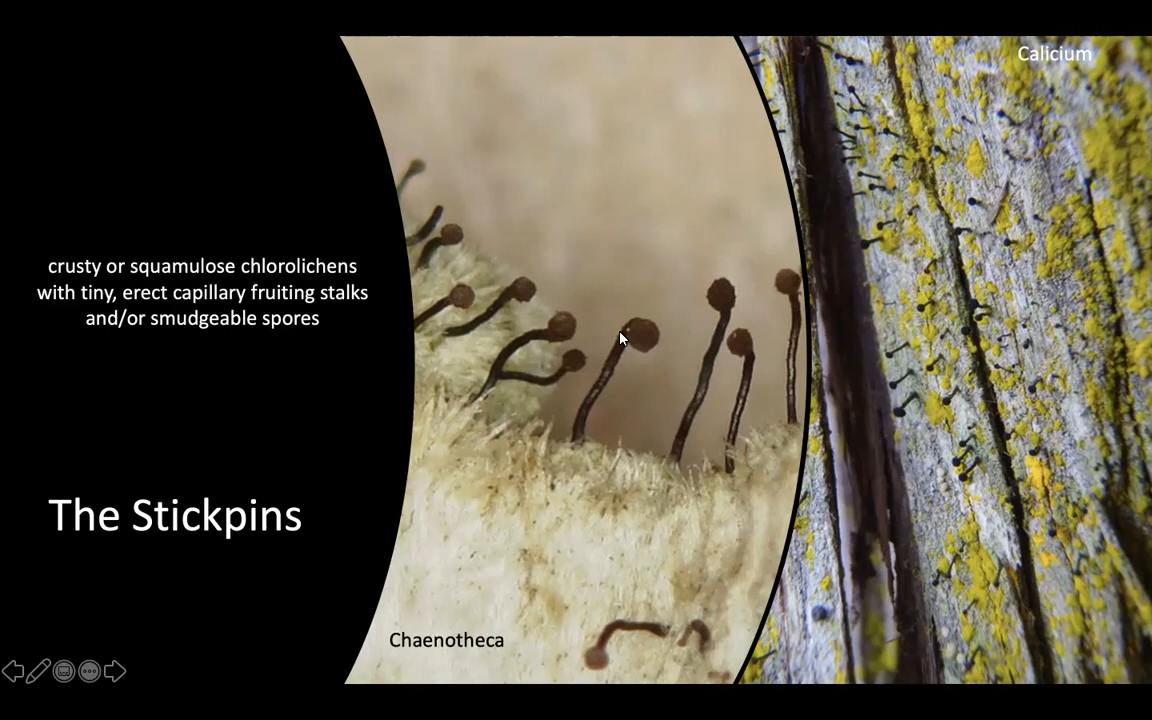 Calicium
crusty or squamulose chlorolichens
with tiny, erect capillary fruiting stalks
and/or smudgeable spores
The Stickpins
Chaenotheca